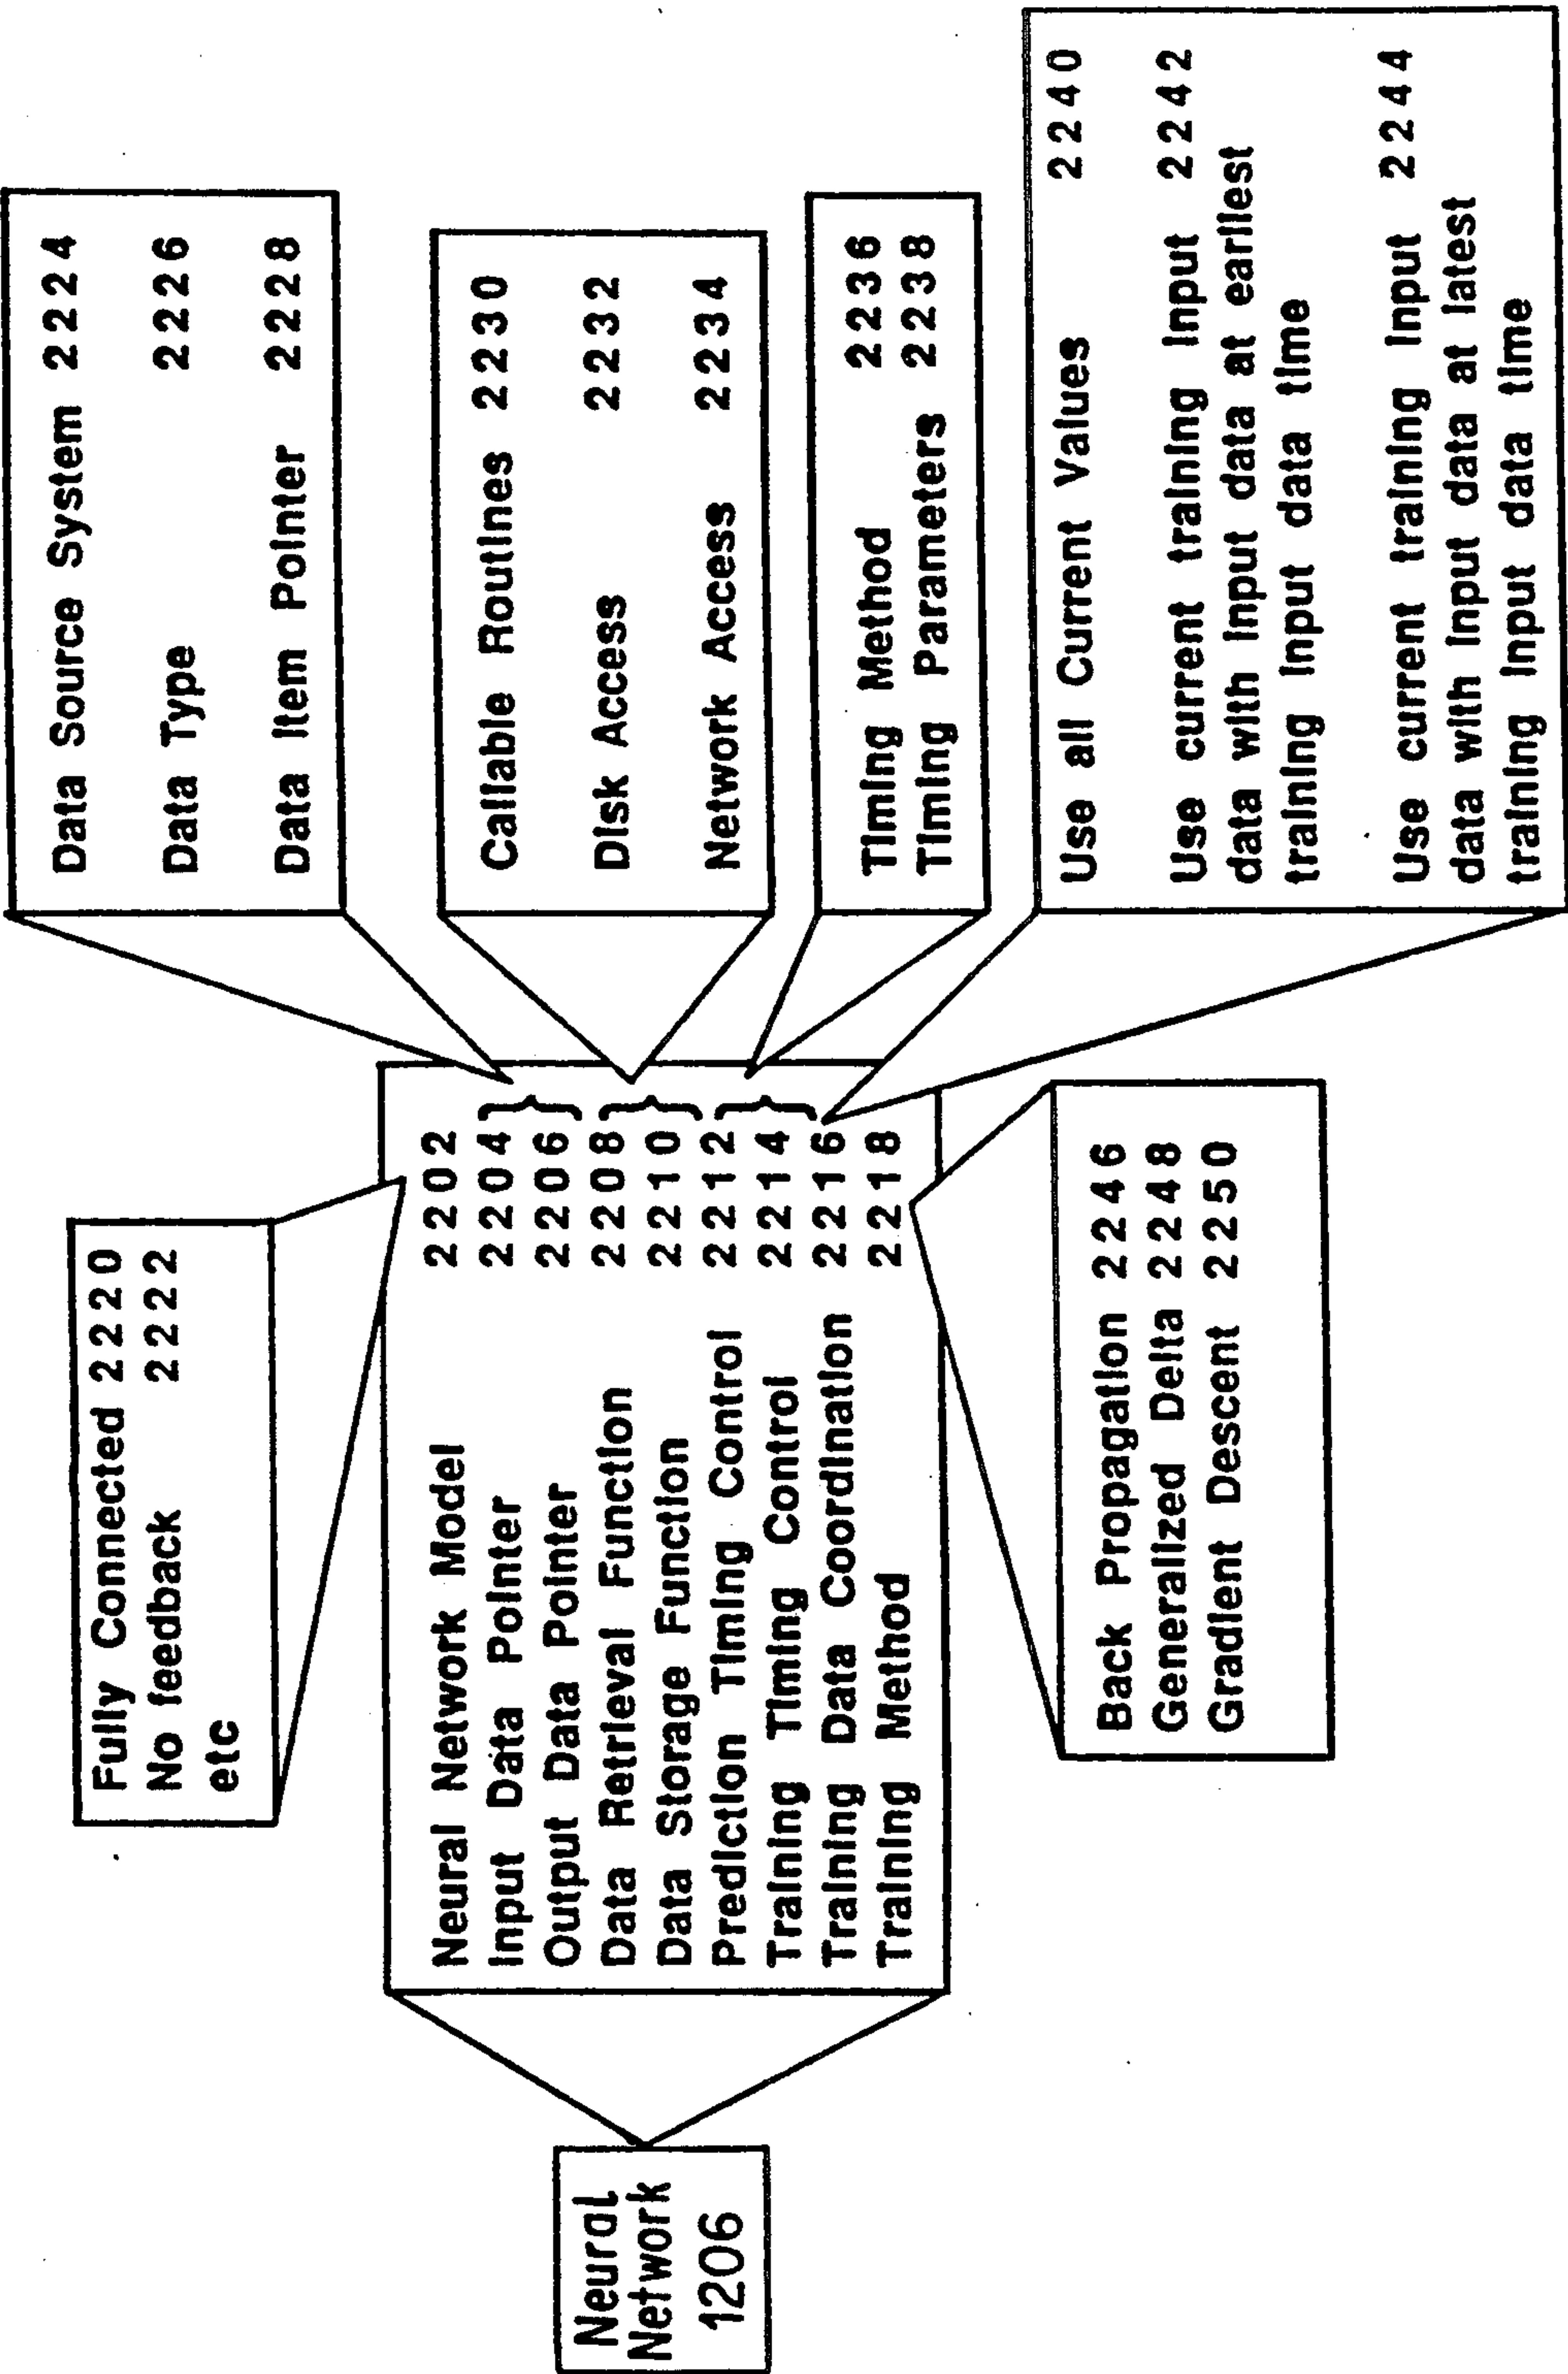 Neural
Network
1206
Fully Connected 2220
No feedback 2222
etc
Neural Network Model 2202
Input Data Pointer 2204
Output Data Pointer 2206
Data Retrieval Function 2208
Data Storage Function 2210
Prediction Timing Control 2212
Training Timing Control 2214
Training Data Coordination 2216
Training Method 2218
Back Propagation 2246
Generalized Delta 2248
Gradient Descent 2250
Data Source System 2224
Data Type 2226
Data Item Pointer 2228
Callable Routines 2230
Disk Access 2232
Network Access 2234
Timing Method 2236
Timing Parameters 2238
Use all Current Values 2240
Use current training Input 2242
data with Input data at earliest
training Input data time
Use current training Input 2244
data with Input data at latest
training Input data time